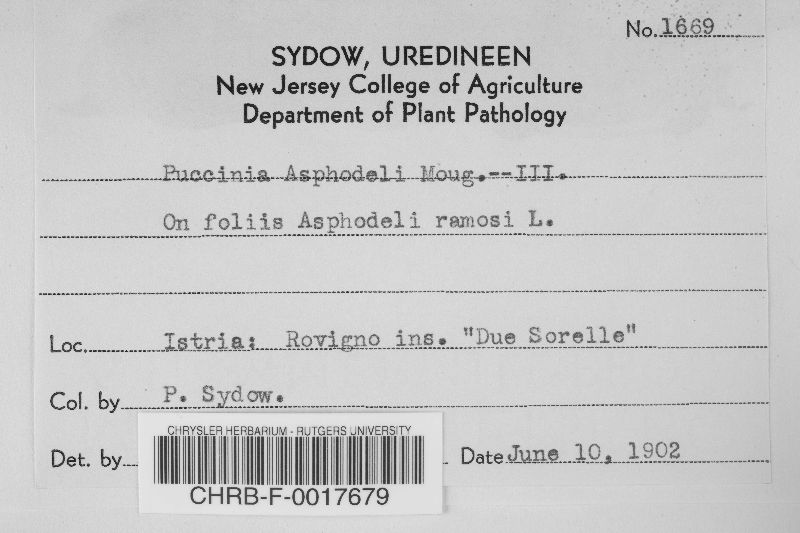 No. 1669
SYDOW, UREDINEEN
New Jersey College of Agriculture
Department of Plant Pathology
Puccinia Asphodeli Moug.--III.
On foliis Asphodeli ramosi L.
Loc. Istria: Rovigno ins. "Due Sorelle"
Col. by P. Sydow.
Det. by Date June 10, 1902
CHRYSLER HERBARIUM - RUTGERS UNIVERSITY
CHRB-F-0017679